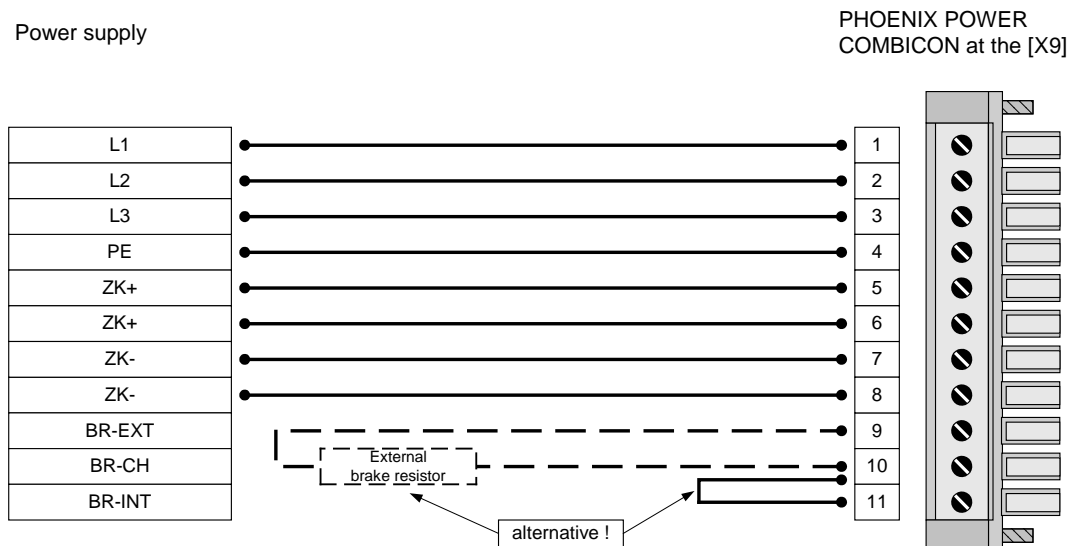 Power supply
PHOENIX POWER
COMBICON at the [X9]
L1
1
L2
2
L3
3
PE
4
ZK+
5
ZK+
6
ZK-
7
ZK-
8
BR-EXT
9
BR-CH
External
brake resistor
10
BR-INT
11
alternative !